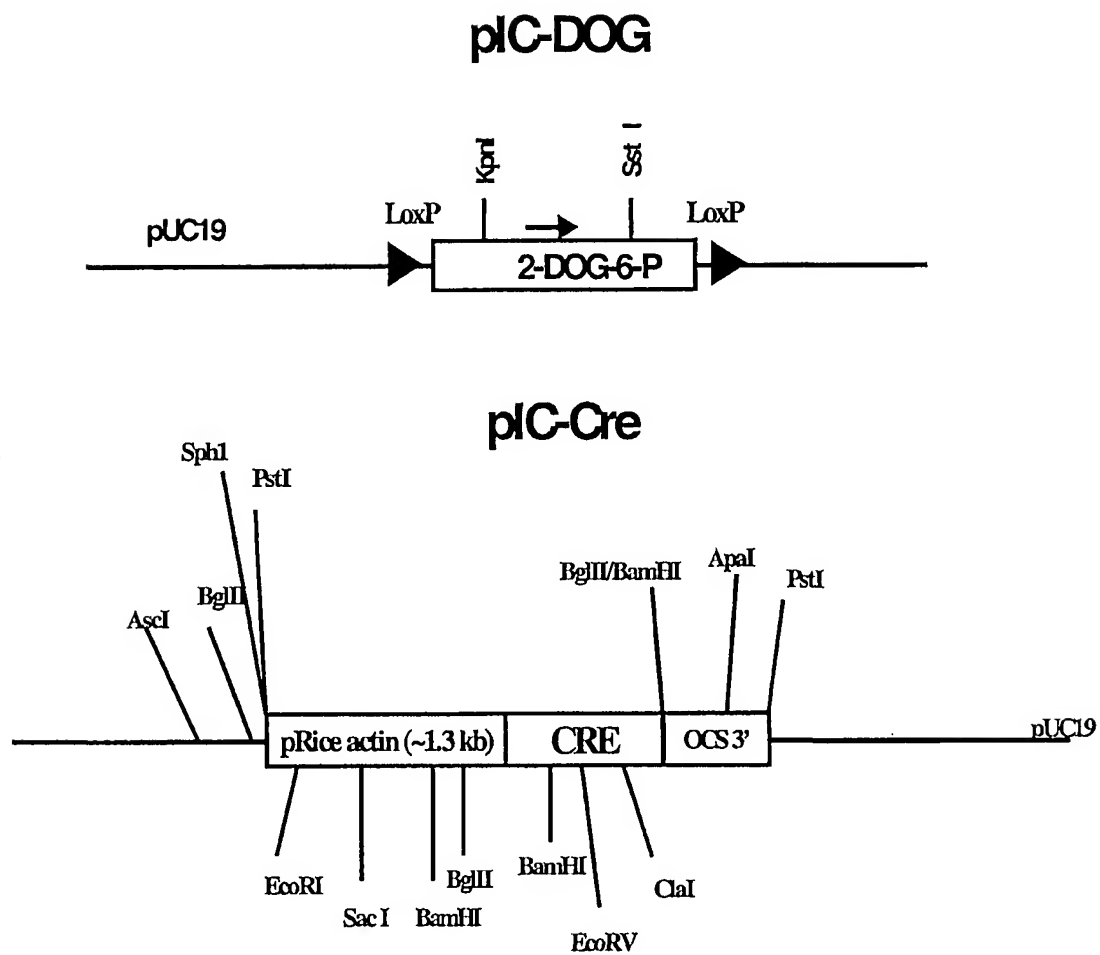 pIC-DOG
KpnI
Sst I
LoxP
LoxP
pUC19
2-DOG-6-P
pIC-Cre
Sph1
PstI
BglII/BamHI
ApaI
PstI
BglII
AscI
pUC19
pRice actin (~1.3 kb)
CRE
OCS 3'
EcoRI
Sac I
BamHI
BglII
BamHI
EcoRV
ClaI